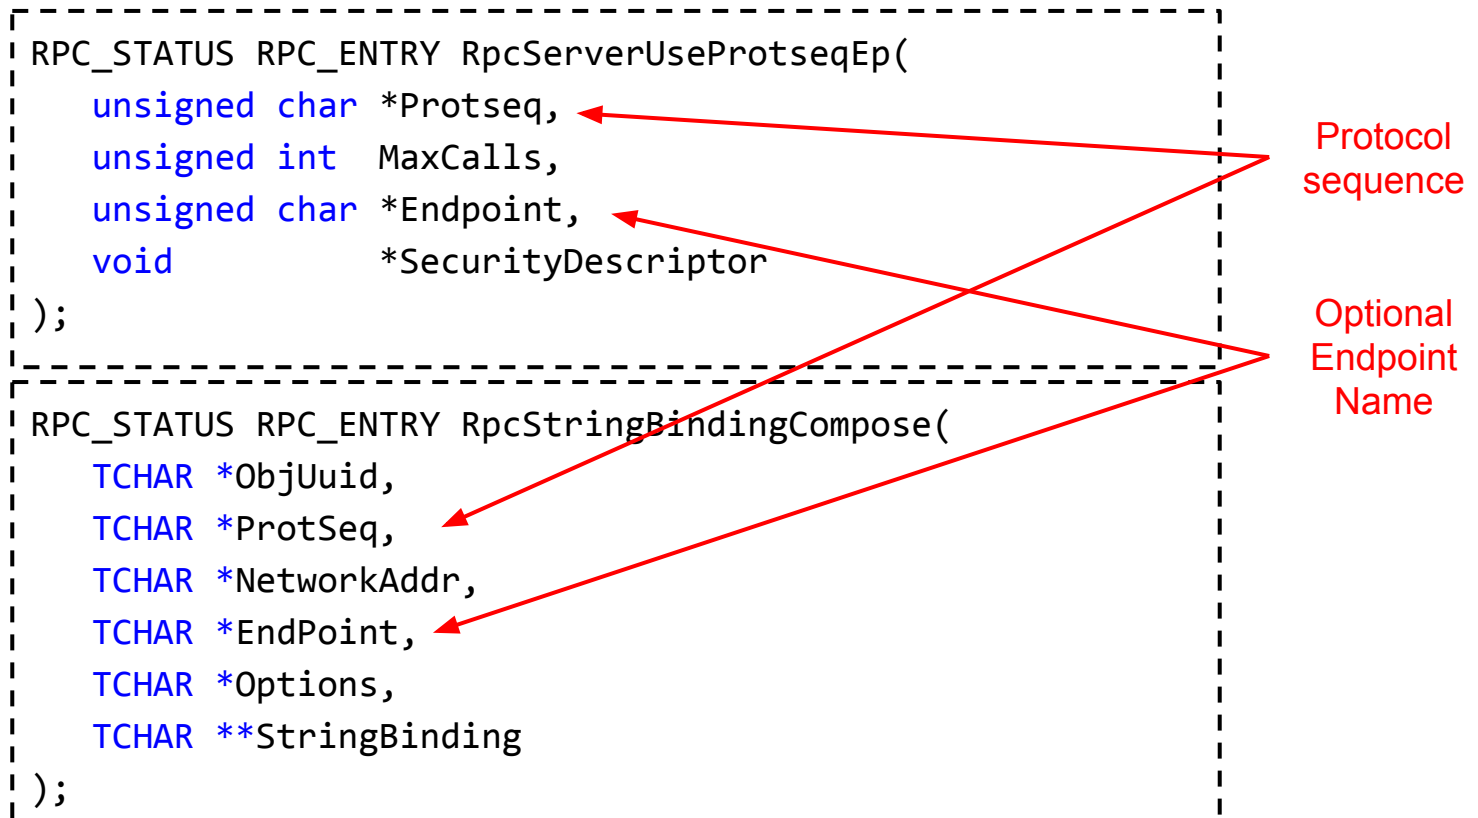 RPC_STATUS RPC_ENTRY RpcServerUseProtseqEp(
unsigned char *Protseq,
unsigned int MaxCalls,
unsigned char *Endpoint,
void *SecurityDescriptor
);
RPC_STATUS RPC_ENTRY RpcStringBindingCompose(
TCHAR *ObjUuid,
TCHAR *ProtSeq,
TCHAR *NetworkAddr,
TCHAR *EndPoint,
TCHAR *Options,
TCHAR **StringBinding
);
Protocol
sequence
Optional
Endpoint
Name